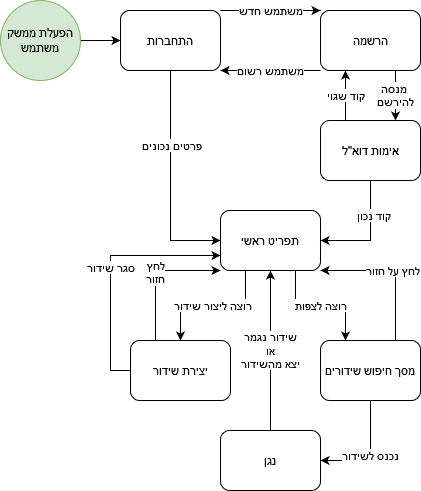 משתמש חדש
הפעלת ממשק
משתמש
התחברות
הרשמה
משתמש רשום
מנסה
להירשם
קוד שגוי
פרטים נכונים
אימות דוא"ל
קוד נכון
תפריט ראשי
סגר שידור
לחץ
חזור
לחץ על חזור
רוצה ליצור שידור
רוצה לצפות
שידור נגמר
או
יצא מהשידור
יצירת שידור
מסך חיפוש שידורים
נכנס לשידור
נגן